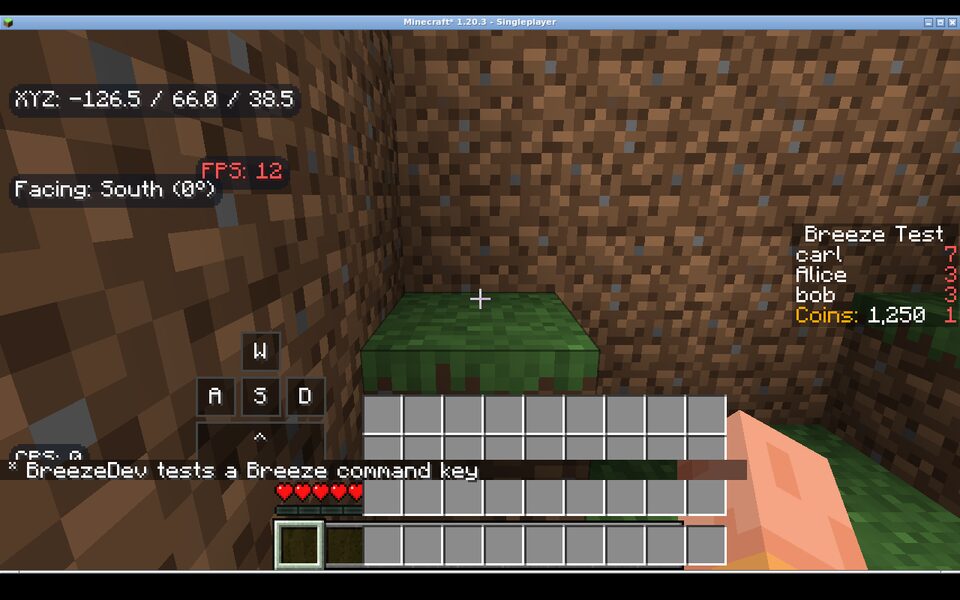 Minecraft* 1.20.3 - Singleplayer
XYZ: -126.5 / 66.0 / 38.5
FPS: 12
Facing: South (0º)
Breeze Test
carl 7
Alice 3
bob 3
Coins: 1,250 1
W
A S D
^
CPS: 0
* BreezeDev tests a Breeze command key